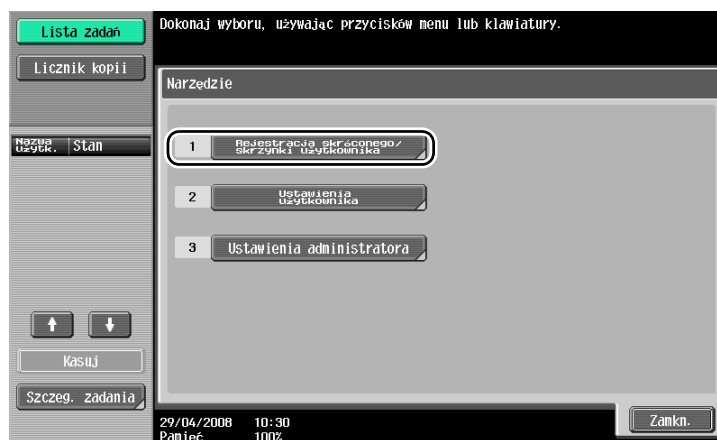 Lista zadań
Licznik kopii
Nazwa użytk.
Stan
Kasuj
Szczeg. zadania
Dokonaj wyboru, używając przycisków menu lub klawiatury.
Narzędzie
1 Rejestracja skróconego/
skrzynki użytkownika
2 Ustawienia
użytkownika
3 Ustawienia administratora
29/04/2008 10:30
Pamięć 100%
Zamkn.